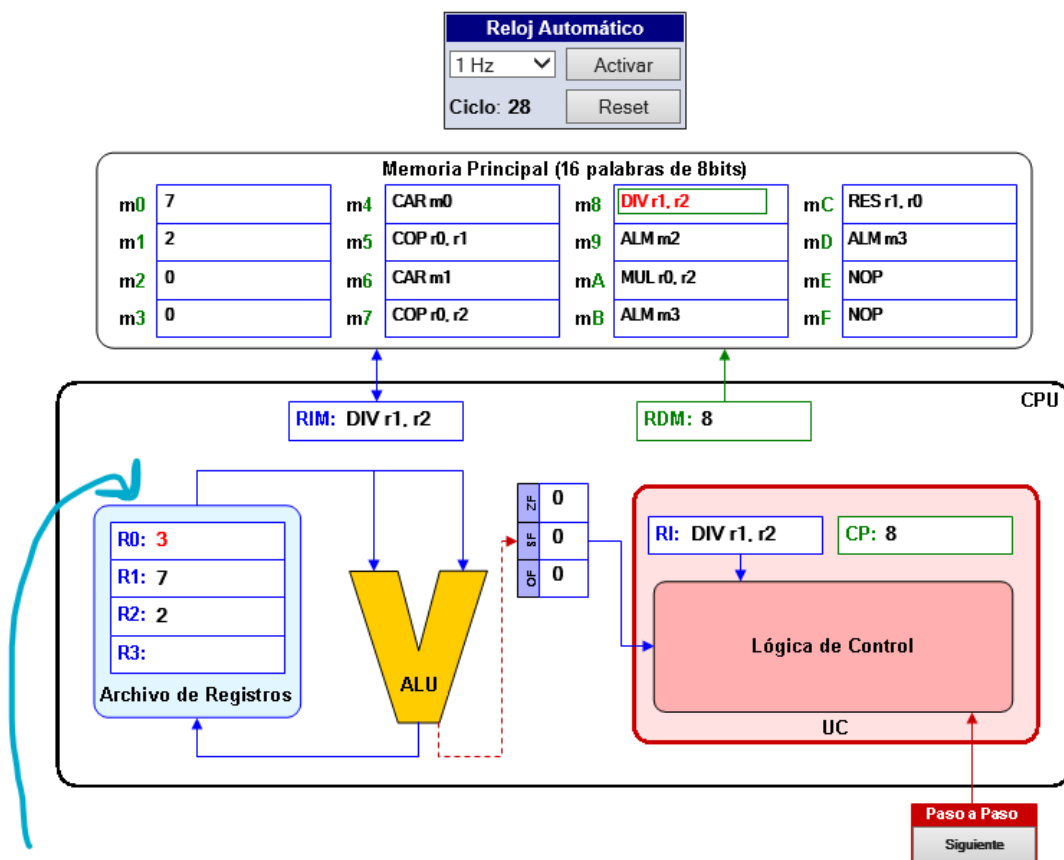 Reloj Automático
1 Hz Activar
Ciclo: 28 Reset
Memoria Principal (16 palabras de 8bits)
m0 7 m4 CAR m0 m8 DIV r1, r2 mC RES r1, r0
m1 2 m5 COP r0, r1 m9 ALM m2 mD ALM m3
m2 0 m6 CAR m1 mA MUL r0, r2 mE NOP
m3 0 m7 COP r0, r2 mB ALM m3 mF NOP
CPU
RIM: DIV r1, r2 RDM: 8
ZF 0
SF 0
OF 0
R0: 3
R1: 7
R2: 2
R3:
Archivo de Registros
ALU
RI: DIV r1, r2 CP: 8
Lógica de Control
UC
Paso a Paso
Siguiente